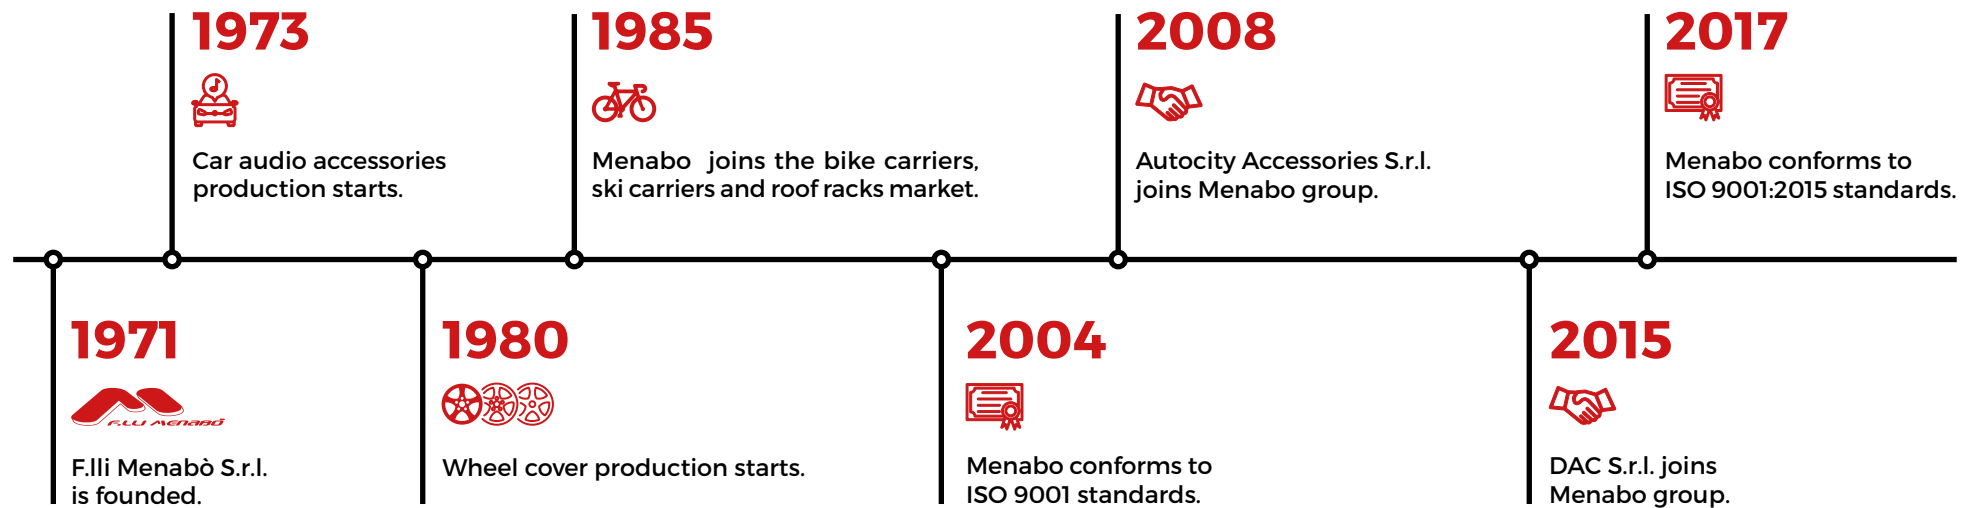 1973
Car audio accessories
production starts.
1985
Menabo joins the bike carriers,
ski carriers and roof racks market.
2008
Autocity Accessories S.r.l.
joins Menabo group.
2017
Menabo conforms to
ISO 9001:2015 standards.
1971
F.LLI MENABÒ
F.lli Menabò S.r.l.
is founded.
1980
Wheel cover production starts.
2004
Menabo conforms to
ISO 9001 standards.
2015
DAC S.r.l. joins
Menabo group.